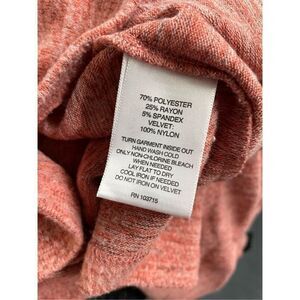 70% POLYESTER
25% RAYON
5% SPANDEX
VELVET:
100% NYLON
TURN GARMENT INSIDE OUT
HAND WASH COLD
ONLY NON-CHLORINE BLEACH
WHEN NEEDED
LAY FLAT TO DRY
COOL IRON IF NEEDED
DO NOT IRON ON VELVET
RN 103715